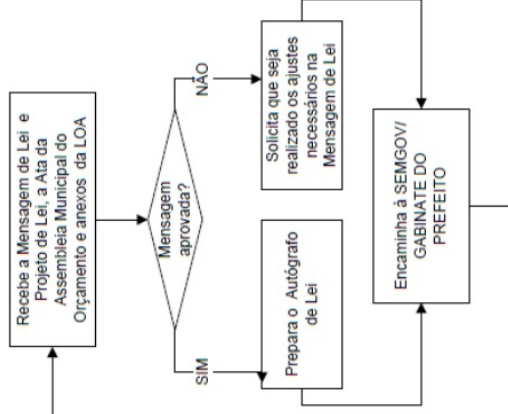 Recebe a Mensagem de Lei e
Projeto de Lei, a Ata da
Assembleia Municipal do
Orçamento e anexos da LOA
Mensagem
aprovada?
SIM
NÃO
Prepara o Autógrafo
de Lei
Solicita que seja
realizado os ajustes
necessários na
Mensagem de Lei
Encaminha à SEMGOV/
GABINATE DO
PREFEITO